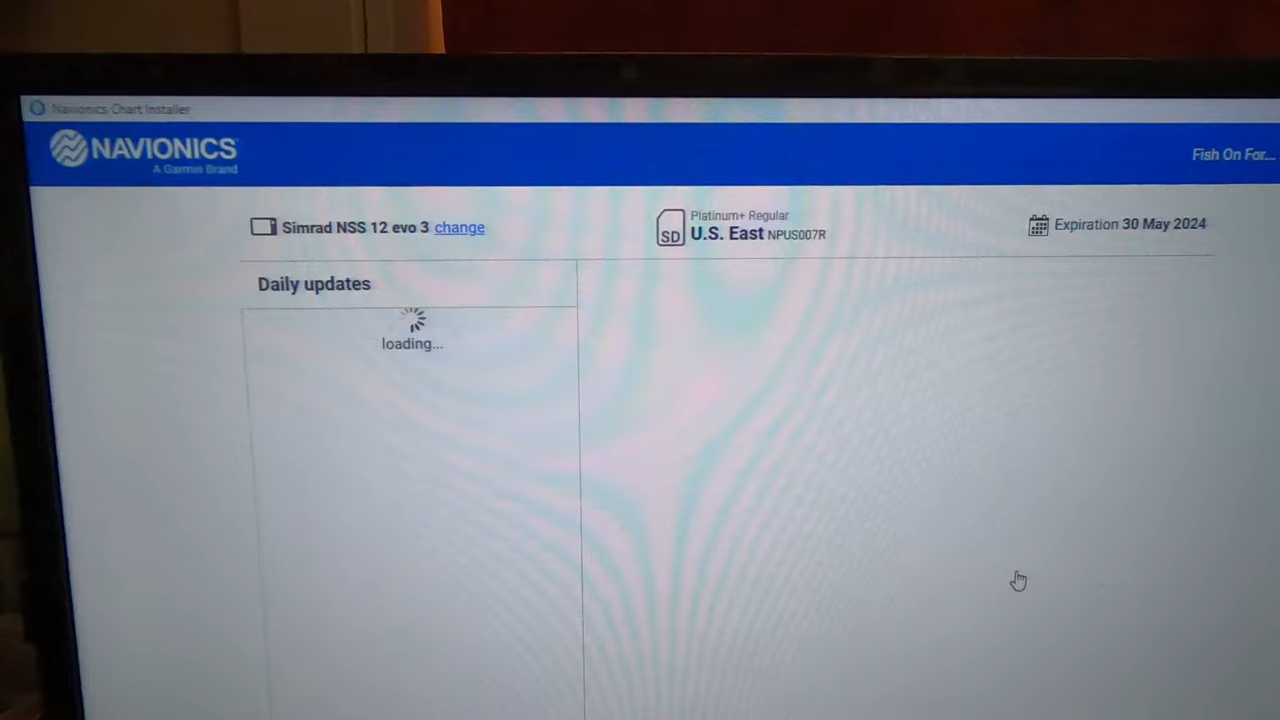 Navionics Chart Installer
NAVIONICS
A Garmin Brand
Fish On For...
Simrad NSS 12 evo 3 change
SD
Platinum+ Regular
U.S. East NPUS007R
Expiration 30 May 2024
Daily updates
loading...